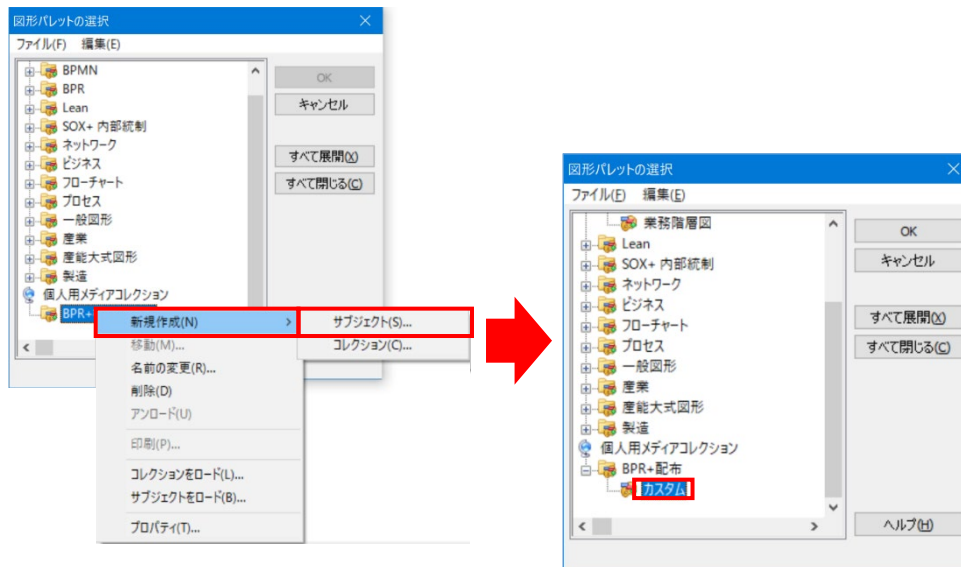 図形パレットの選択
ファイル(F) 編集(E)
BPMN
BPR
Lean
SOX+ 内部統制
ネットワーク
ビジネス
フローチャート
プロセス
一般図形
産業
産能大式図形
製造
個人用メディアコレクション
BPR+
OK
キャンセル
すべて展開(X)
すべて閉じる(C)
新規作成(N)
移動(M)...
名前の変更(R)...
削除(D)
アンロード(U)
印刷(P)...
コレクションをロード(L)...
サブジェクトをロード(B)...
プロパティ(T)...
サブジェクト(S)...
コレクション(C)...
図形パレットの選択
ファイル(F) 編集(E)
業務階層図
Lean
SOX+ 内部統制
ネットワーク
ビジネス
フローチャート
プロセス
一般図形
産業
産能大式図形
製造
個人用メディアコレクション
BPR+配布
カスタム
OK
キャンセル
すべて展開(X)
すべて閉じる(C)
ヘルプ(H)